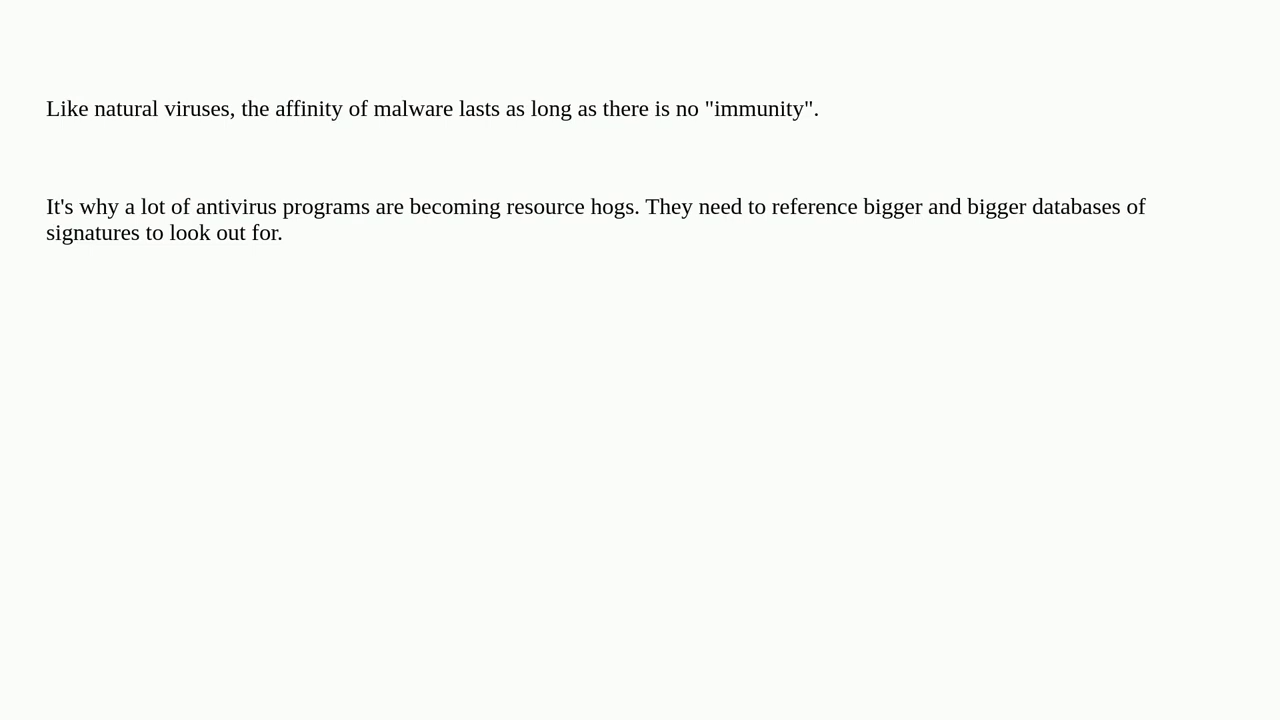 Like natural viruses, the affinity of malware lasts as long as there is no "immunity".
It's why a lot of antivirus programs are becoming resource hogs. They need to reference bigger and bigger databases of
signatures to look out for.